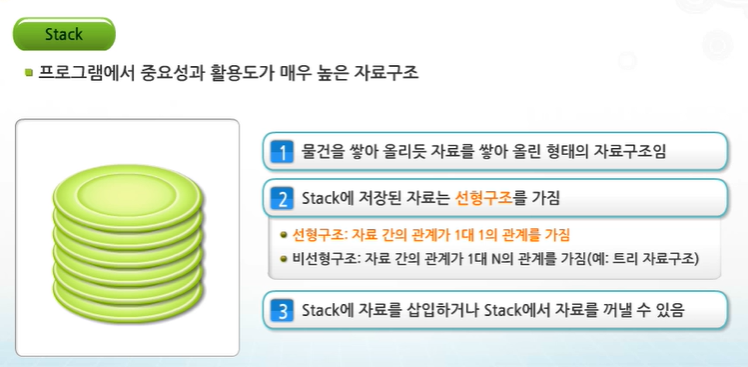 Stack
프로그램에서 중요성과 활용도가 매우 높은 자료구조
1 물건을 쌓아 올리듯 자료를 쌓아 올린 형태의 자료구조임
2 Stack에 저장된 자료는 선형구조를 가짐
선형구조: 자료 간의 관계가 1대 1의 관계를 가짐
비선형구조: 자료 간의 관계가 1대 N의 관계를 가짐(예: 트리 자료구조)
3 Stack에 자료를 삽입하거나 Stack에서 자료를 꺼낼 수 있음